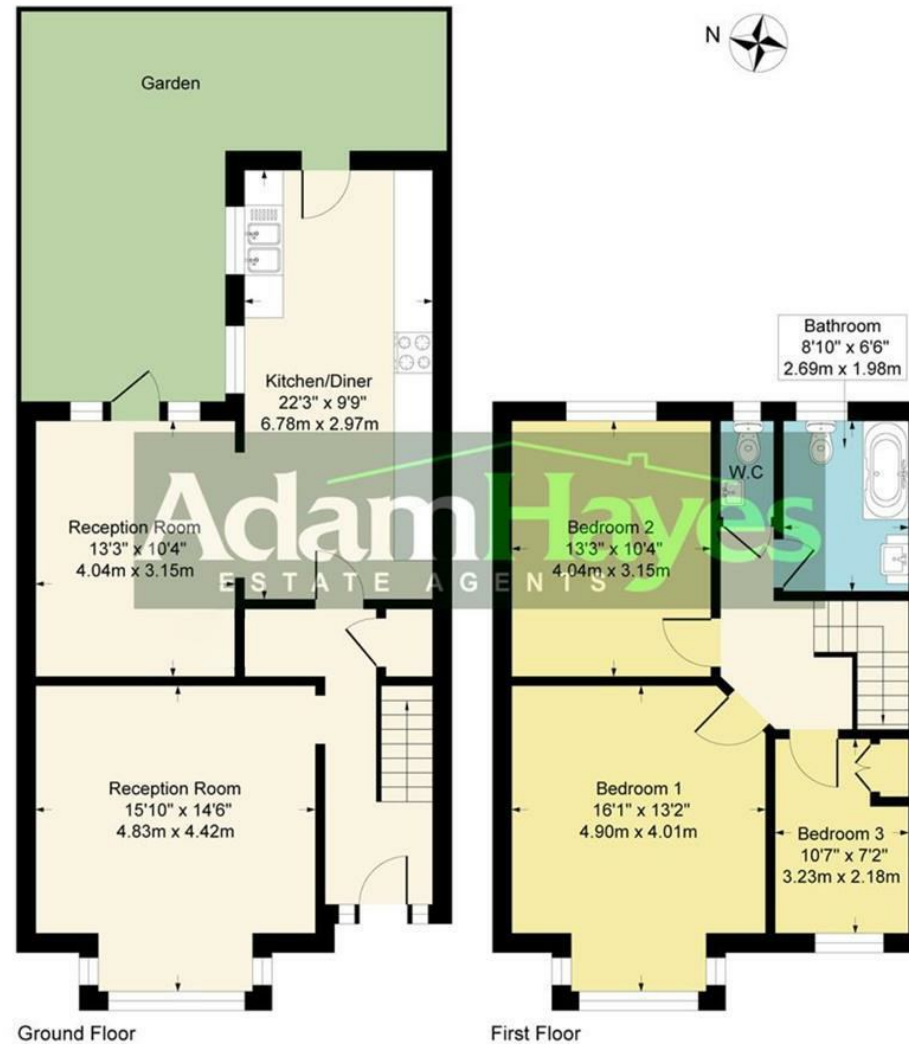 N
Garden
Kitchen/Diner
22'3" x 9'9"
6.78m x 2.97m
Reception Room
13'3" x 10'4"
4.04m x 3.15m
Reception Room
15'10" x 14'6"
4.83m x 4.42m
Ground Floor
Bathroom
8'10" x 6'6"
2.69m x 1.98m
W.C
Bedroom 2
13'3" x 10'4"
4.04m x 3.15m
Bedroom 1
16'1" x 13'2"
4.90m x 4.01m
Bedroom 3
10'7" x 7'2"
3.23m x 2.18m
First Floor
AdamHayes
ESTATE AGENTS